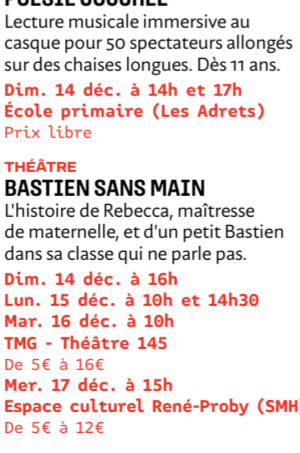 POÉSIE COUCHÉE
Lecture musicale immersive au
casque pour 50 spectateurs allongés
sur des chaises longues. Dès 11 ans.
Dim. 14 déc. à 14h et 17h
École primaire (Les Adrets)
Prix libre
THÉÂTRE
BASTIEN SANS MAIN
L'histoire de Rebecca, maîtresse
de maternelle, et d'un petit Bastien
dans sa classe qui ne parle pas.
Dim. 14 déc. à 16h
Lun. 15 déc. à 10h et 14h30
Mar. 16 déc. à 10h
TMG - Théâtre 145
De 5€ à 16€
Mer. 17 déc. à 15h
Espace culturel René-Proby (SMH)
De 5€ à 12€